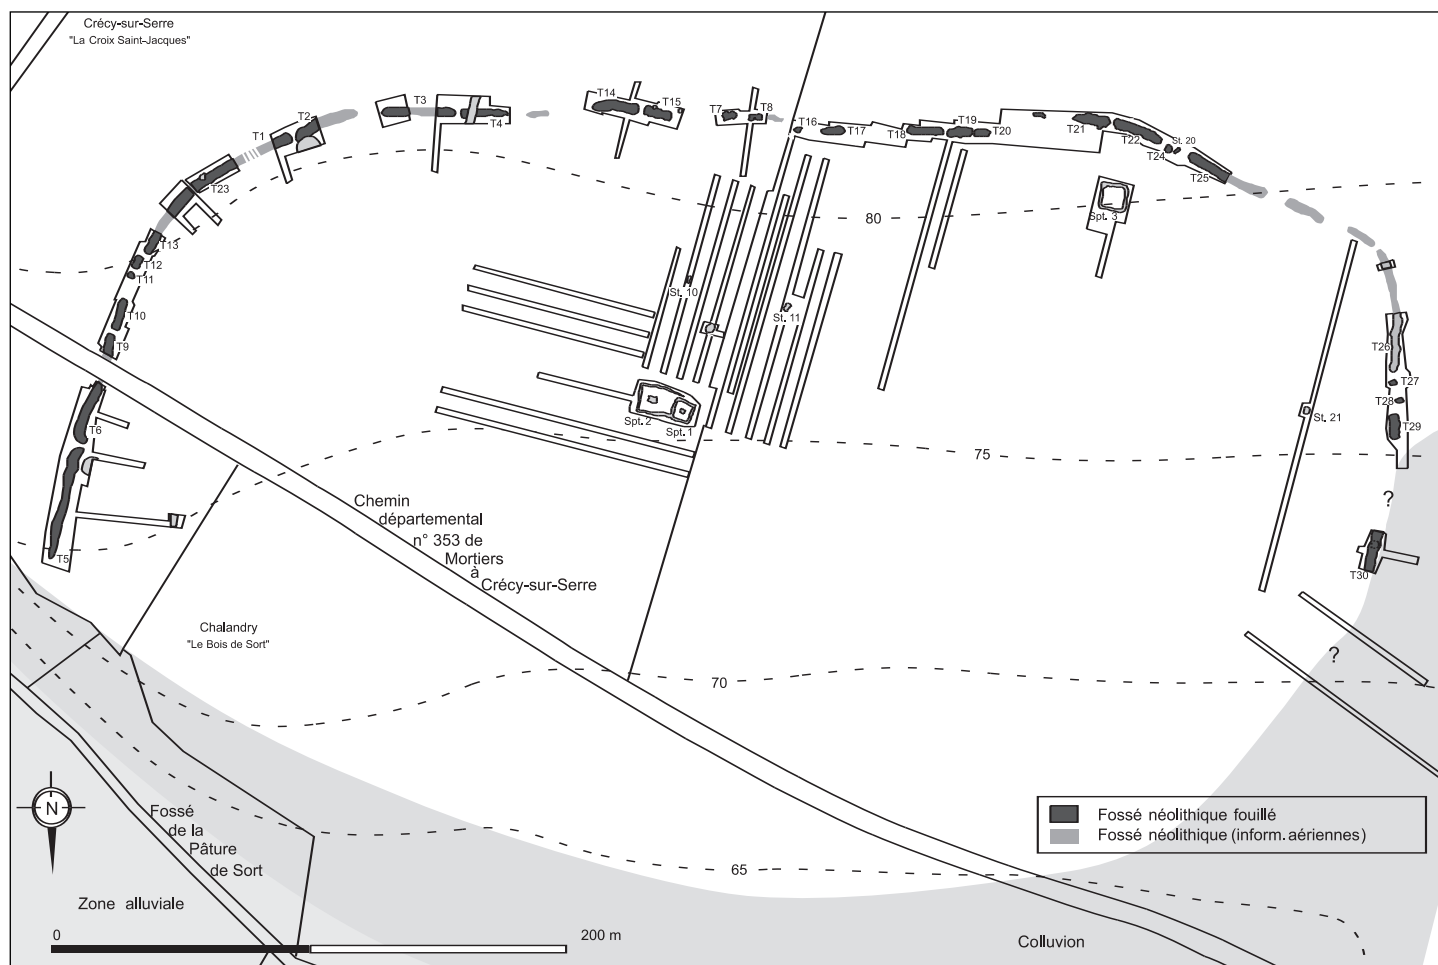 Crécy-sur-Serre
"La Croix Saint-Jacques"
T1
T2
T3
T4
T14
T15
T7
T8
T16
T17
T18
T19
T20
T21
T22
St. 20
T24
T25
T23
T13
T12
T11
T10
T9
80
Spt. 3
St. 10
St. 11
T26
T27
T28
T29
St. 21
Spt. 2
Spt. 1
T6
T5
75
?
T30
Chemin
départemental
n° 353 de
Mortiers
à
Crécy-sur-Serre
Chalandry
"Le Bois de Sort"
?
70
N
Fossé
de la
Pâture
de Sort
65
Fossé néolithique fouillé
Fossé néolithique (inform. aériennes)
Zone alluviale
0
200 m
Colluvion